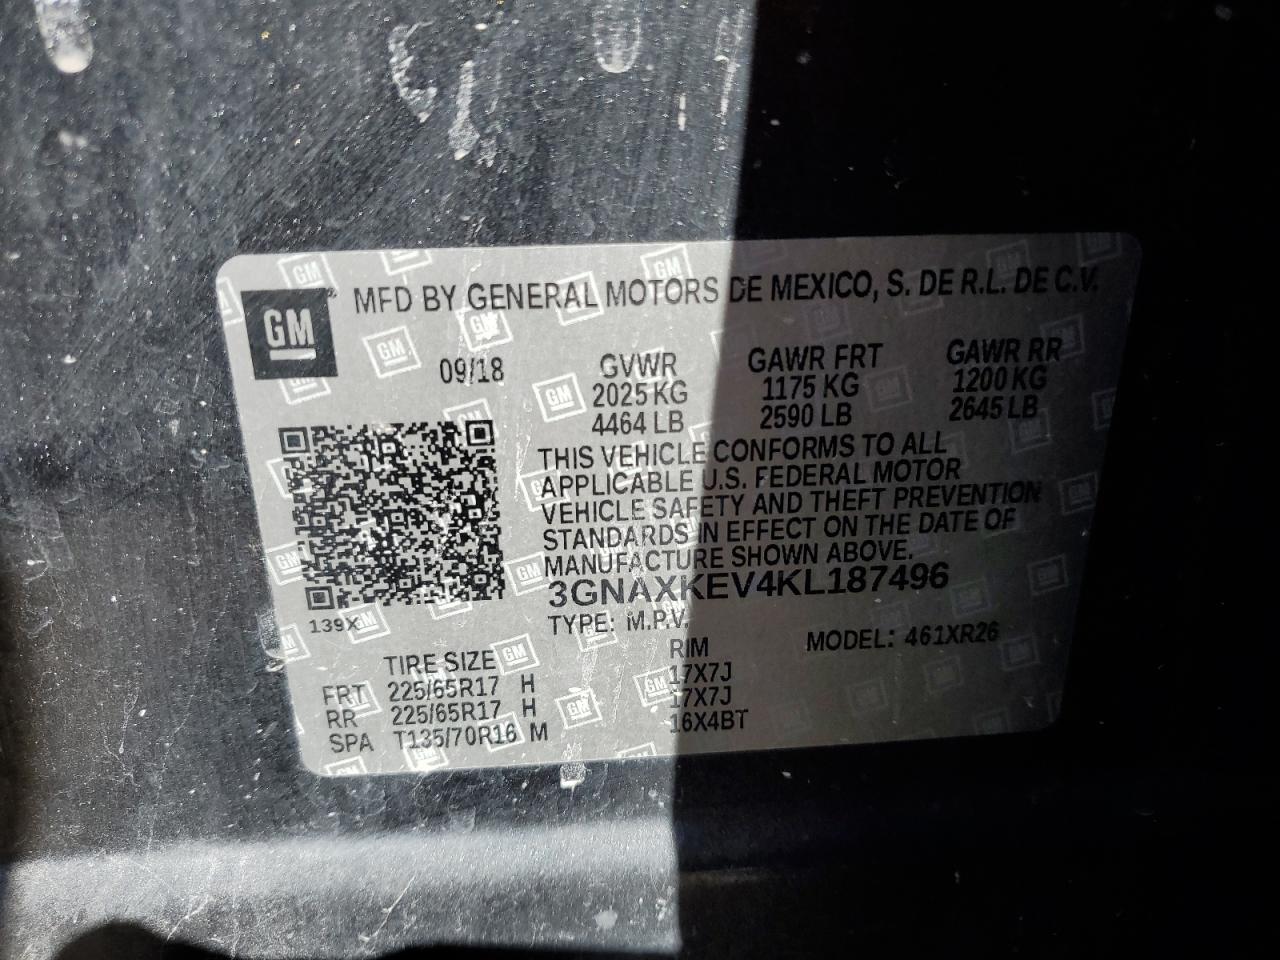 GM
MFD BY GENERAL MOTORS DE MEXICO, S. DE R.L. DE C.V.
09/18
GVWR GAWR FRT GAWR RR
2025 KG 1175 KG 1200 KG
4464 LB 2590 LB 2645 LB
THIS VEHICLE CONFORMS TO ALL
APPLICABLE U.S. FEDERAL MOTOR
VEHICLE SAFETY AND THEFT PREVENTION
STANDARDS IN EFFECT ON THE DATE OF
MANUFACTURE SHOWN ABOVE.
3GNAXKEV4KL187496
139X
TYPE: M.P.V. MODEL: 461XR26
TIRE SIZE RIM
FRT 225/65R17 H 17X7J
RR 225/65R17 H 17X7J
SPA T135/70R16 M 16X4BT